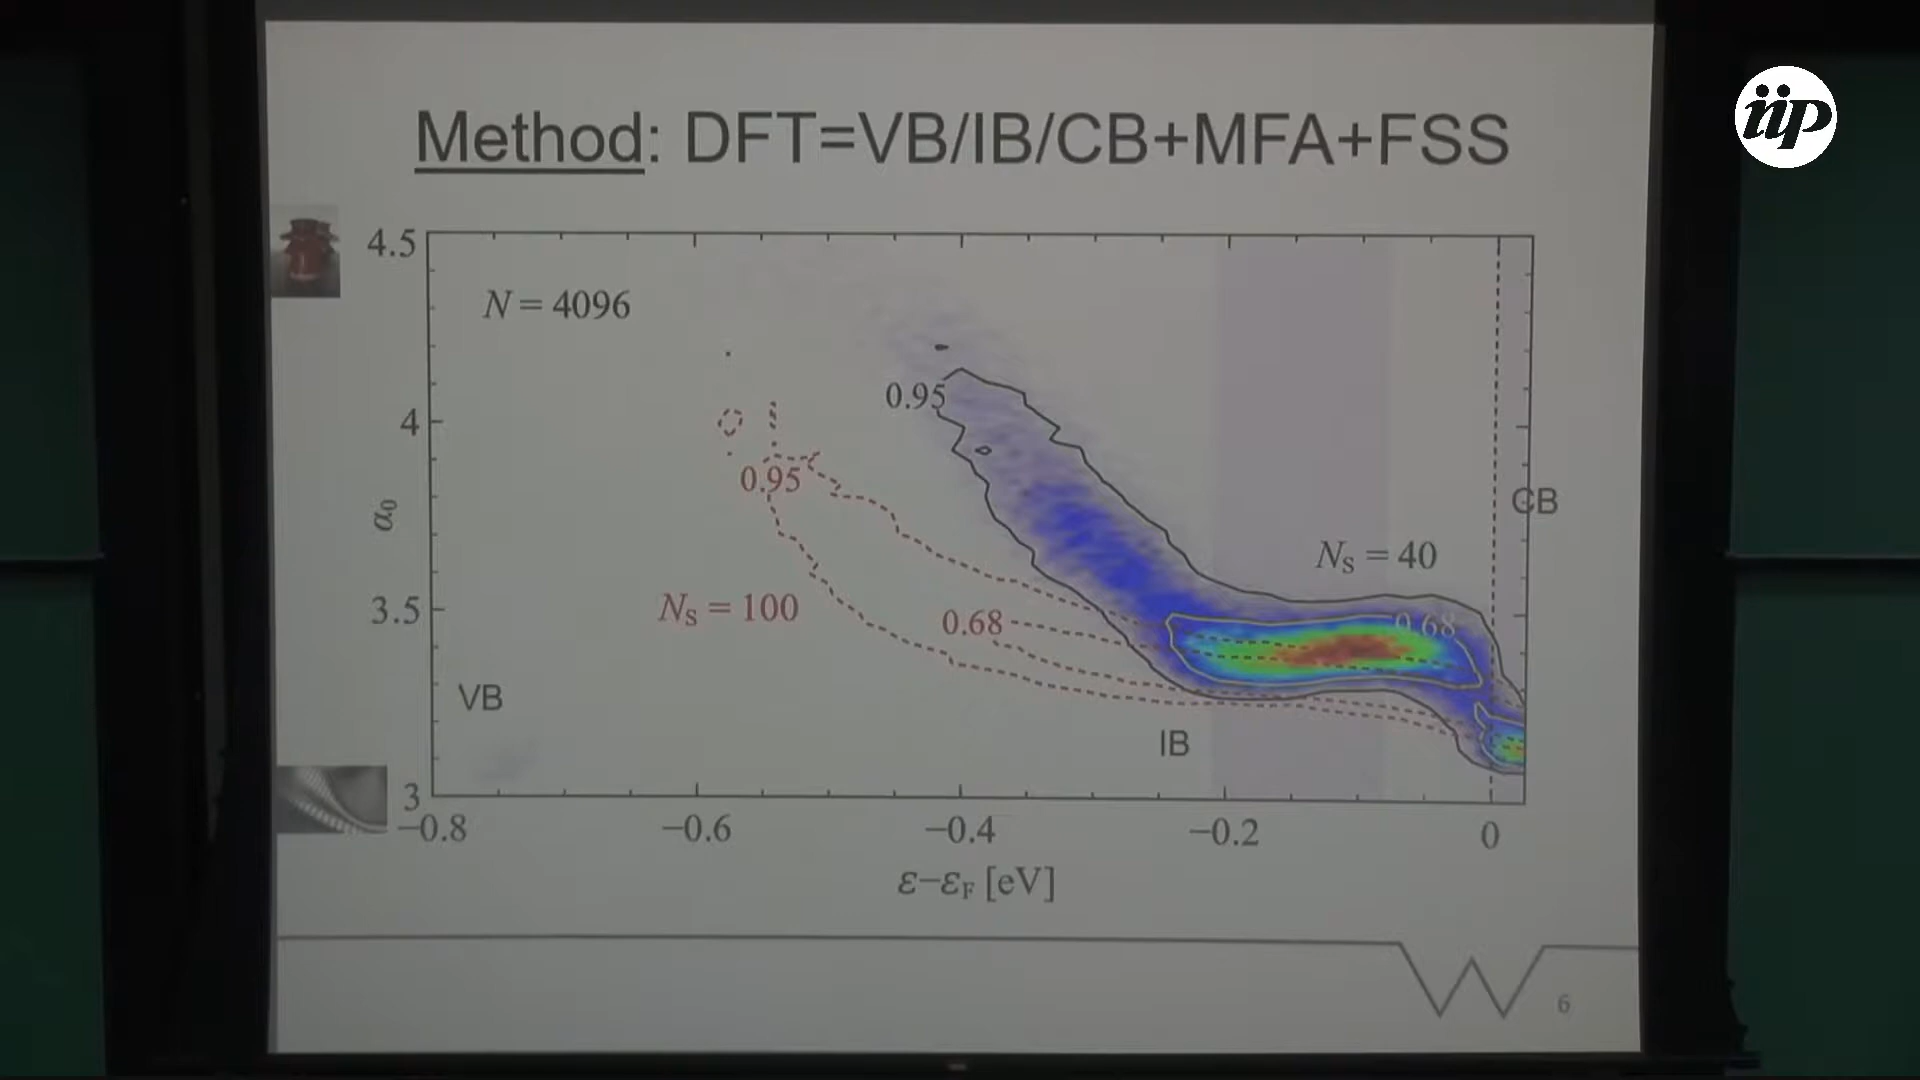 iip
Method: DFT=VB/IB/CB+MFA+FSS
4.5
N = 4096
0.95
4
0.95
α₀
CB
Nₛ = 40
3.5
Nₛ = 100
0.68
0.68
VB
IB
3
−0.8
−0.6
−0.4
−0.2
0
ε−ε_F [eV]
6